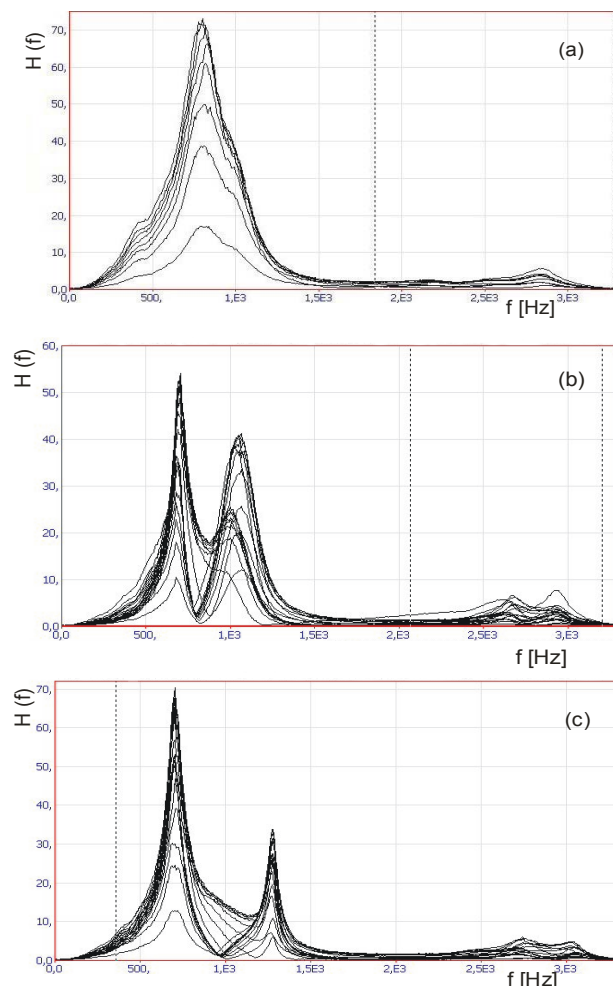 H (f)
(a)
70,
60,
50,
40,
30,
20,
10,
0,0
0,0 500, 1,E3 1,5E3 2,E3 2,5E3 3,E3
f [Hz]
H (f)
(b)
60,
50,
40,
30,
20,
10,
0,0
0,0 500, 1,E3 1,5E3 2,E3 2,5E3 3,E3
f [Hz]
H (f)
(c)
70,
60,
50,
40,
30,
20,
10,
0,0
0,0 500, 1,E3 1,5E3 2,E3 2,5E3 3,E3
f [Hz]